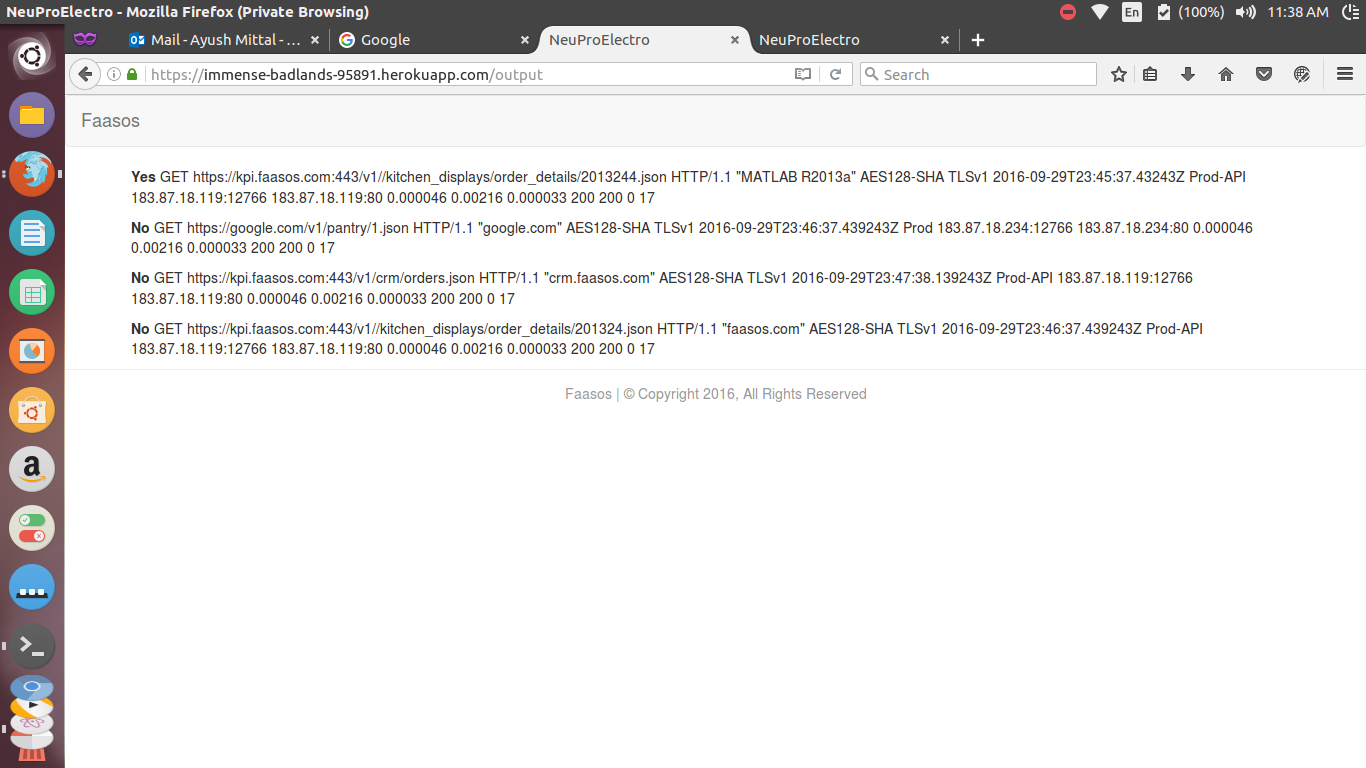 NeuProElectro - Mozilla Firefox (Private Browsing)
En
(100%)
11:38 AM
Mail - Ayush Mittal - ...
Google
NeuProElectro
NeuProElectro
https://immense-badlands-95891.herokuapp.com/output
Search
Faasos
Yes GET https://kpi.faasos.com:443/v1//kitchen_displays/order_details/2013244.json HTTP/1.1 "MATLAB R2013a" AES128-SHA TLSv1 2016-09-29T23:45:37.43243Z Prod-API
183.87.18.119:12766 183.87.18.119:80 0.000046 0.00216 0.000033 200 200 0 17
No GET https://google.com/v1/pantry/1.json HTTP/1.1 "google.com" AES128-SHA TLSv1 2016-09-29T23:46:37.439243Z Prod 183.87.18.234:12766 183.87.18.234:80 0.000046
0.00216 0.000033 200 200 0 17
No GET https://kpi.faasos.com:443/v1/crm/orders.json HTTP/1.1 "crm.faasos.com" AES128-SHA TLSv1 2016-09-29T23:47:38.139243Z Prod-API 183.87.18.119:12766
183.87.18.119:80 0.000046 0.00216 0.000033 200 200 0 17
No GET https://kpi.faasos.com:443/v1//kitchen_displays/order_details/201324.json HTTP/1.1 "faasos.com" AES128-SHA TLSv1 2016-09-29T23:46:37.439243Z Prod-API
183.87.18.119:12766 183.87.18.119:80 0.000046 0.00216 0.000033 200 200 0 17
Faasos | © Copyright 2016, All Rights Reserved